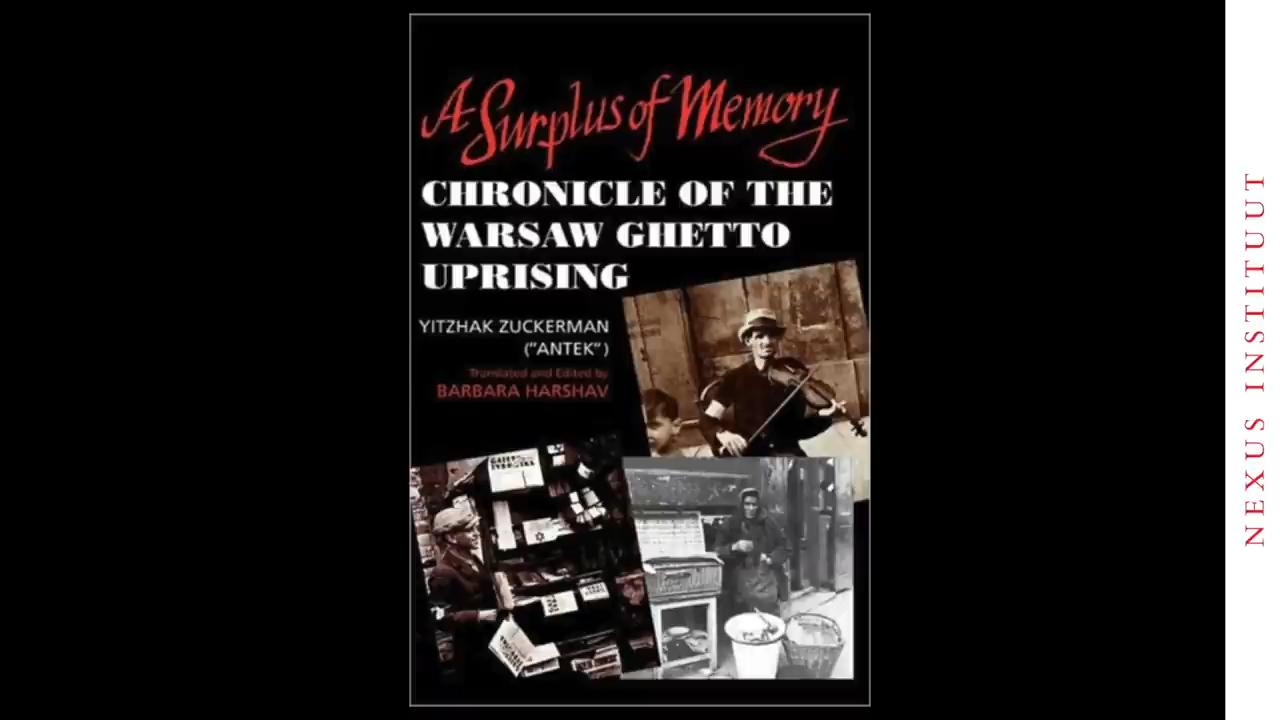 A Surplus of Memory
CHRONICLE OF THE
WARSAW GHETTO
UPRISING
YITZHAK ZUCKERMAN
("ANTEK")
Translated and Edited by
BARBARA HARSHAV
NEXUS INSTITUUT